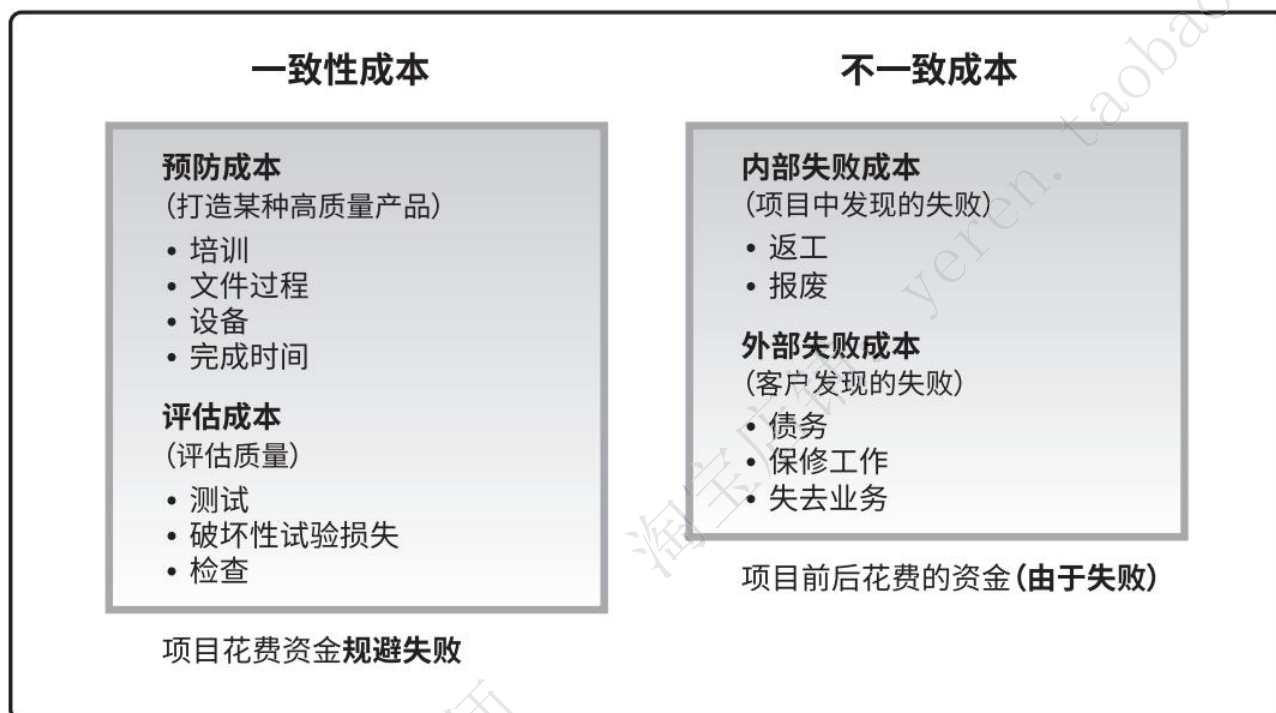 一致性成本
预防成本
（打造某种高质量产品）
• 培训
• 文件过程
• 设备
• 完成时间
评估成本
（评估质量）
• 测试
• 破坏性试验损失
• 检查
项目花费资金规避失败
不一致成本
内部失败成本
（项目中发现的失败）
• 返工
• 报废
外部失败成本
（客户发现的失败）
• 债务
• 保修工作
• 失去业务
项目前后花费的资金（由于失败）
yeren.taobao